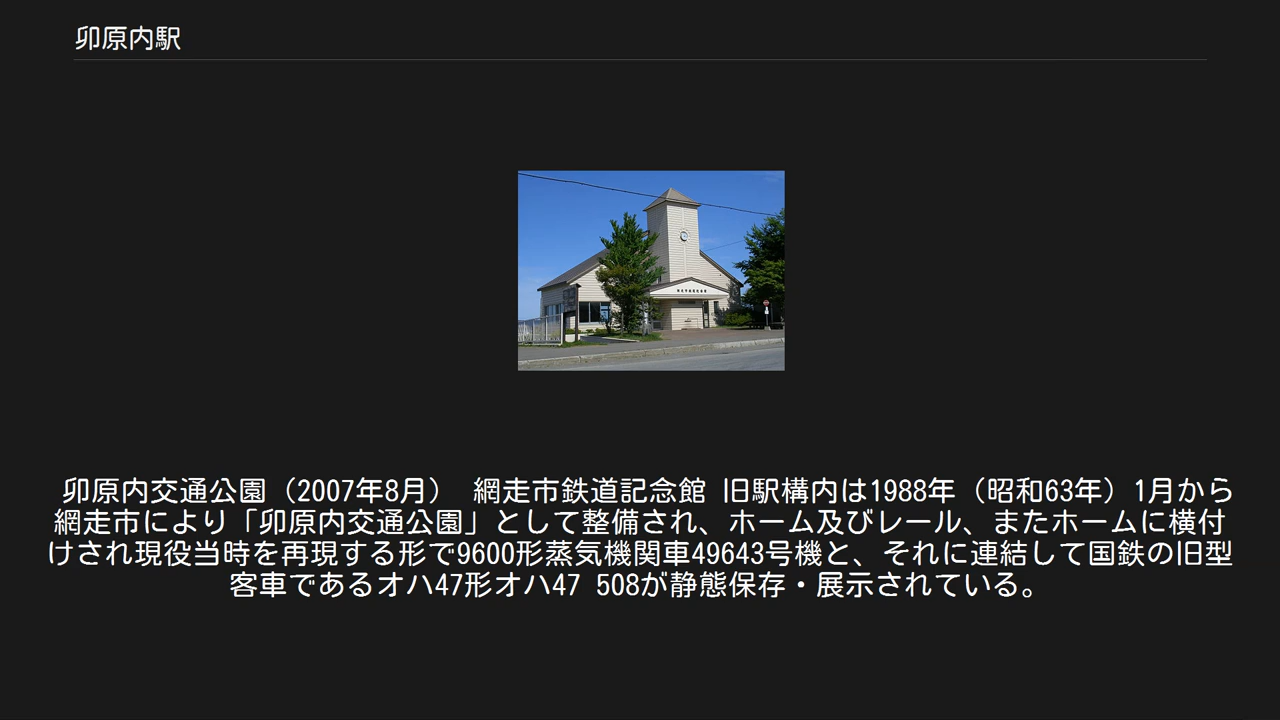 卯原内駅
卯原内交通公園（2007年8月） 網走市鉄道記念館 旧駅構内は1988年（昭和63年）1月から
網走市により「卯原内交通公園」として整備され、ホーム及びレール、またホームに横付
けされ現役当時を再現する形で9600形蒸気機関車49643号機と、それに連結して国鉄の旧型
客車であるオハ47形オハ47 508が静態保存・展示されている。